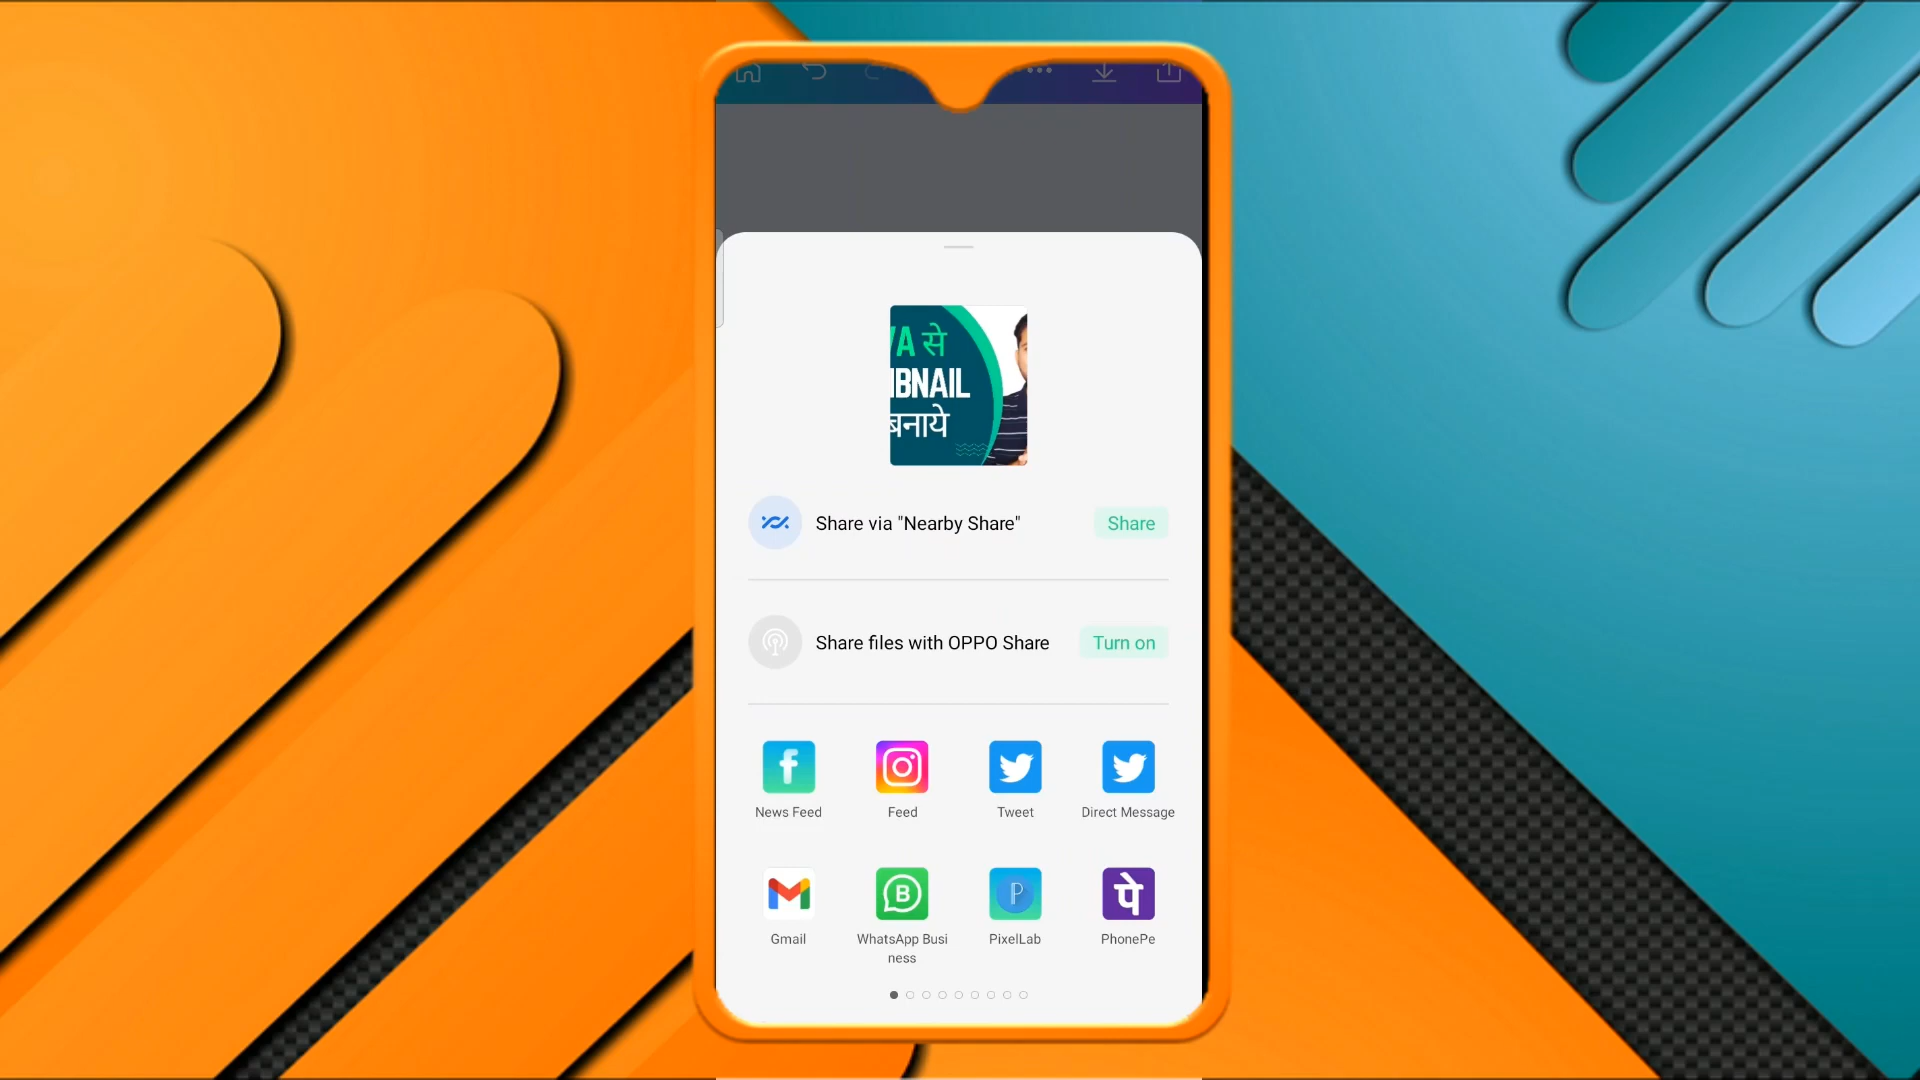 A से
BNAIL
बनाये
Share via "Nearby Share"
Share
Share files with OPPO Share
Turn on
News Feed
Feed
Tweet
Direct Message
Gmail
WhatsApp Busi
ness
PixelLab
PhonePe